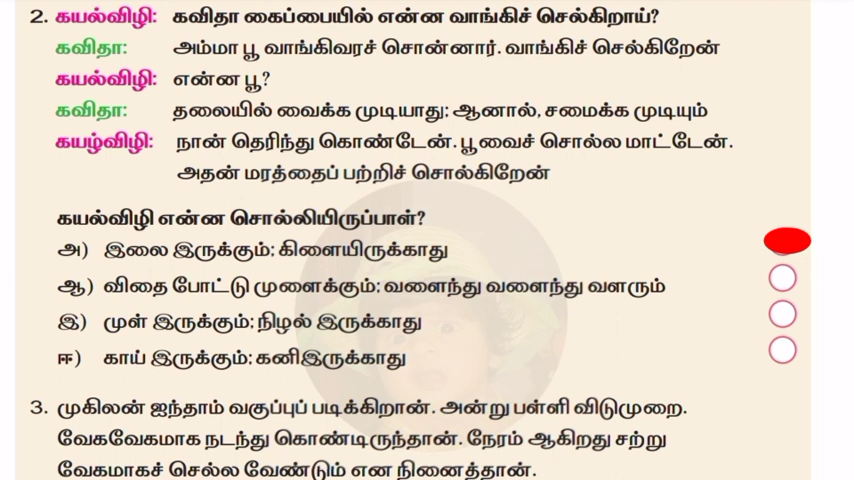 2. கயல்விழி: கவிதா கைப்பையில் என்ன வாங்கிச் செல்கிறாய்?
கவிதா: அம்மா பூ வாங்கிவரச் சொன்னார். வாங்கிச் செல்கிறேன்
கயல்விழி: என்ன பூ?
கவிதா: தலையில் வைக்க முடியாது; ஆனால், சமைக்க முடியும்
கயழ்விழி: நான் தெரிந்து கொண்டேன். பூவைச் சொல்ல மாட்டேன்.
அதன் மரத்தைப் பற்றிச் சொல்கிறேன்
கயல்விழி என்ன சொல்லியிருப்பாள்?
அ) இலை இருக்கும்; கிளையிருக்காது
ஆ) விதை போட்டு முளைக்கும்; வளைந்து வளைந்து வளரும்
இ) முள் இருக்கும்; நிழல் இருக்காது
ஈ) காய் இருக்கும்; கனிஇருக்காது
3. முகிலன் ஐந்தாம் வகுப்புப் படிக்கிறான். அன்று பள்ளி விடுமுறை.
வேகவேகமாக நடந்து கொண்டிருந்தான். நேரம் ஆகிறது சற்று
வேகமாகச் செல்ல வேண்டும் என நினைத்தான்.